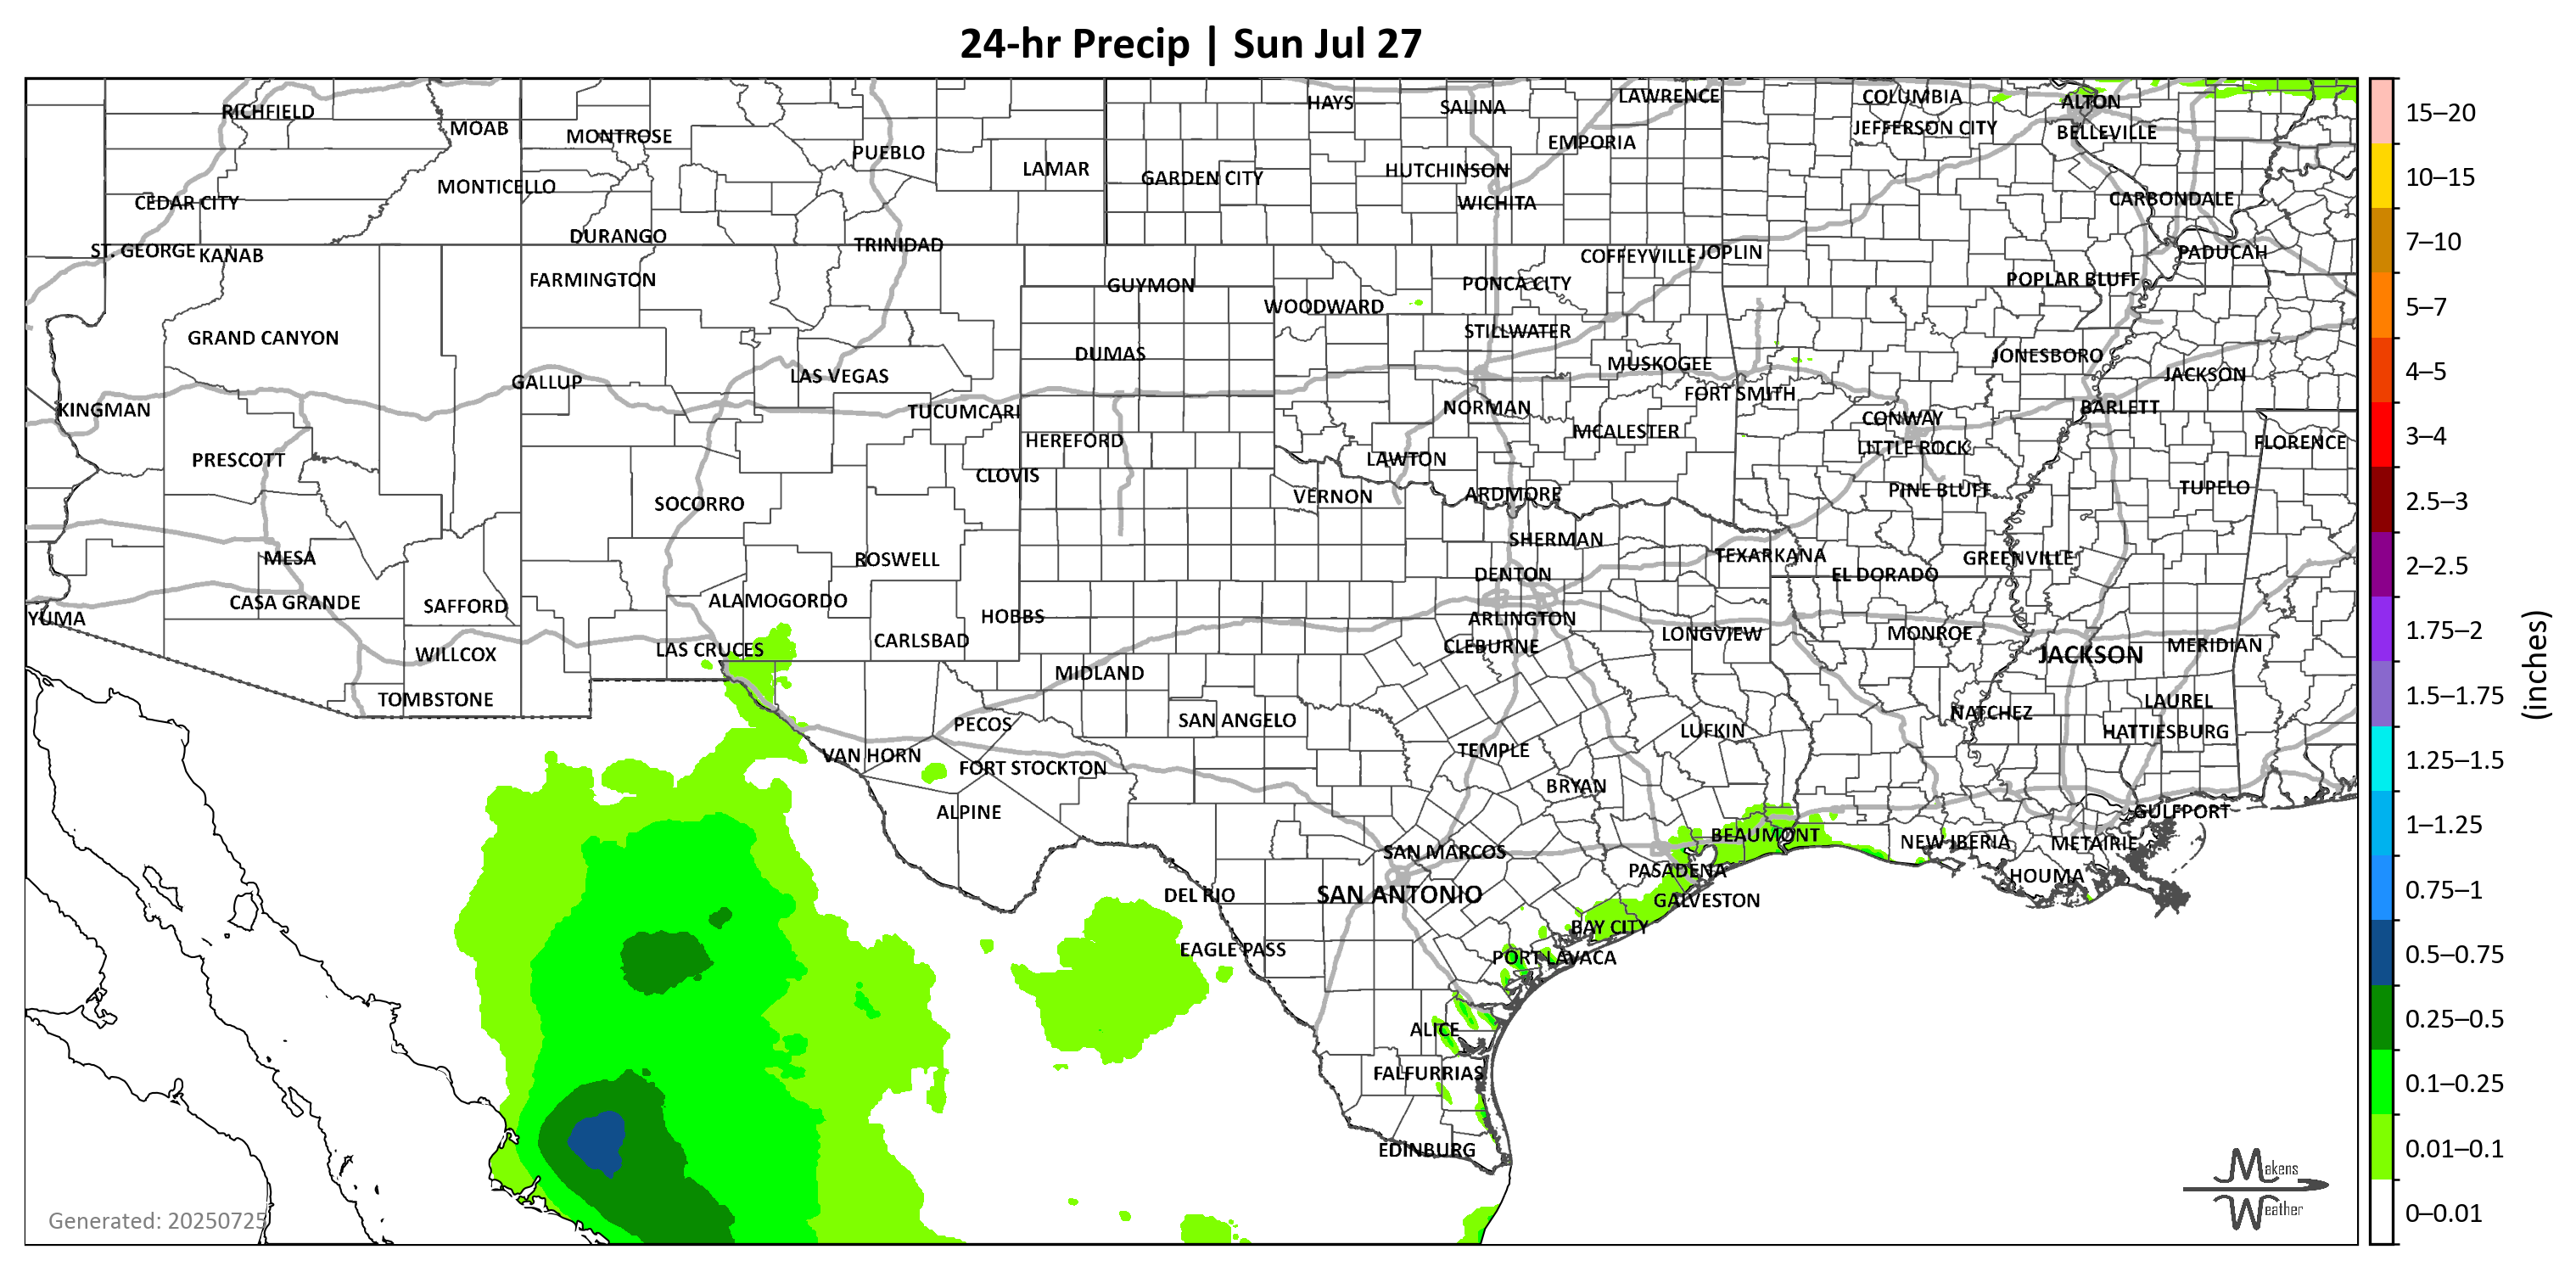 24-hr Precip | Sun Jul 27
RICHFIELD
MOAB
MONTROSE
PUEBLO
LAMAR
HAYS
SALINA
LAWRENCE
COLUMBIA
ALTON
JEFFERSON CITY
BELLEVILLE
EMPORIA
HUTCHINSON
GARDEN CITY
WICHITA
MONTICELLO
CEDAR CITY
CARBONDALE
DURANGO
TRINIDAD
ST. GEORGE
KANAB
COFFEYVILLE
JOPLIN
PADUCAH
FARMINGTON
GUYMON
PONCA CITY
POPLAR BLUFF
WOODWARD
STILLWATER
GRAND CANYON
DUMAS
MUSKOGEE
JONESBORO
LAS VEGAS
JACKSON
GALLUP
FORT SMITH
KINGMAN
TUCUMCARI
NORMAN
CONWAY
BARLETT
MCALESTER
HEREFORD
LITTLE ROCK
FLORENCE
PRESCOTT
LAWTON
CLOVIS
PINE BLUFF
TUPELO
SOCORRO
VERNON
ARDMORE
SHERMAN
MESA
ROSWELL
TEXARKANA
GREENVILLE
DENTON
EL DORADO
CASA GRANDE
SAFFORD
ALAMOGORDO
YUMA
HOBBS
ARLINGTON
LONGVIEW
MONROE
CARLSBAD
CLEBURNE
MERIDIAN
WILLCOX
LAS CRUCES
JACKSON
MIDLAND
TOMBSTONE
LAUREL
NATCHEZ
PECOS
SAN ANGELO
LUFKIN
HATTIESBURG
VAN HORN
TEMPLE
FORT STOCKTON
BRYAN
ALPINE
GULFPORT
BEAUMONT
NEW IBERIA
METAIRIE
SAN MARCOS
PASADENA
HOUMA
DEL RIO
SAN ANTONIO
GALVESTON
BAY CITY
EAGLE PASS
PORT LAVACA
ALICE
FALFURRIAS
EDINBURG
Generated: 20250725
Makens
Weather
15–20
10–15
7–10
5–7
4–5
3–4
2.5–3
2–2.5
1.75–2
1.5–1.75
1.25–1.5
1–1.25
0.75–1
0.5–0.75
0.25–0.5
0.1–0.25
0.01–0.1
0–0.01
(inches)